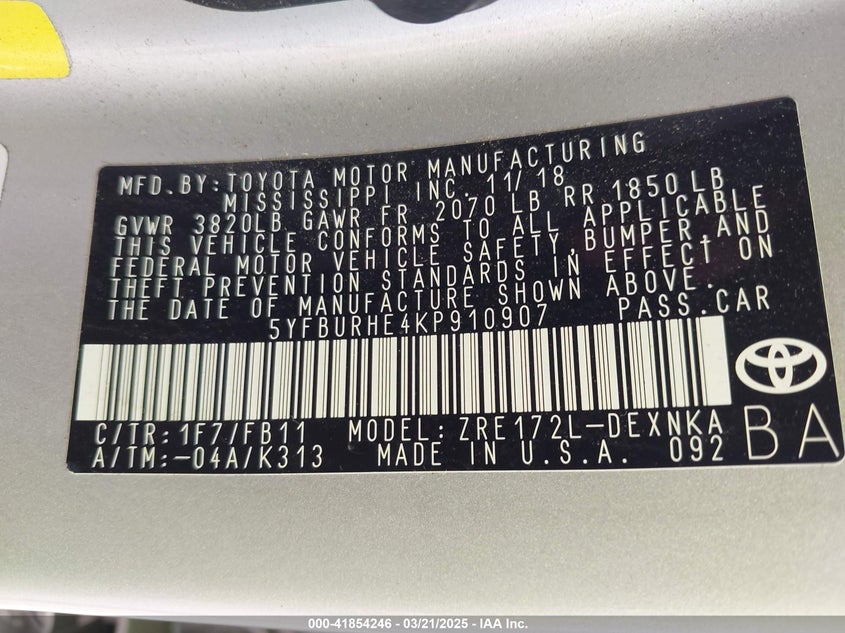 MFD.BY:TOYOTA MOTOR MANUFACTURING
MISSISSIPPI INC. 11/18
GVWR 3820LB GAWR FR 2070 LB RR 1850 LB
THIS VEHICLE CONFORMS TO ALL APPLICABLE
FEDERAL MOTOR VEHICLE SAFETY,BUMPER,AND
THEFT PREVENTION STANDARDS IN EFFECT ON
THE DATE OF MANUFACTURE SHOWN ABOVE.
5YFBURHE4KP910907 PASS.CAR
C/TR:1F7/FB11 MODEL:ZRE172L-DEXNKA
A/TM:-04A/K313 MADE IN U.S.A. 092
BA
000-41854246 - 03/21/2025 - IAA Inc.